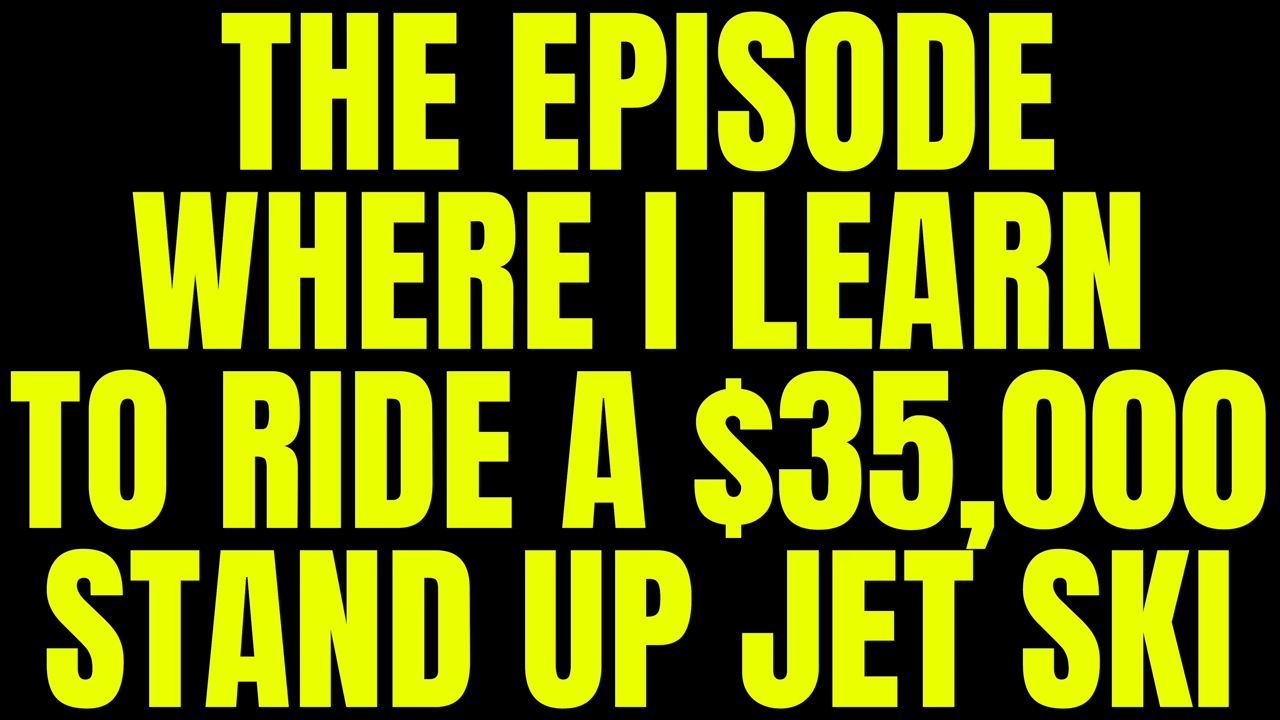 THE EPISODE
WHERE I LEARN
TO RIDE A $35,000
STAND UP JET SKI